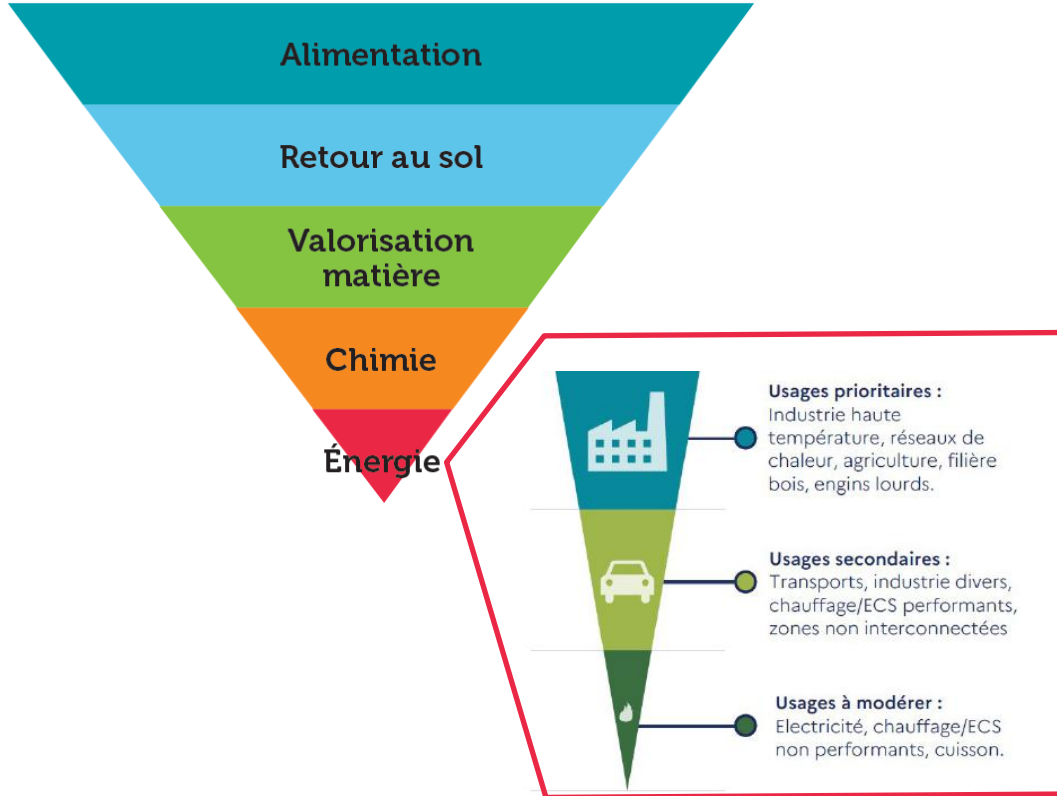 Alimentation
Retour au sol
Valorisation
matière
Chimie
Énergie
Usages prioritaires :
Industrie haute
température, réseaux de
chaleur, agriculture, filière
bois, engins lourds.
Usages secondaires :
Transports, industrie divers,
chauffage/ECS performants,
zones non interconnectées
Usages à modérer :
Electricité, chauffage/ECS
non performants, cuisson.